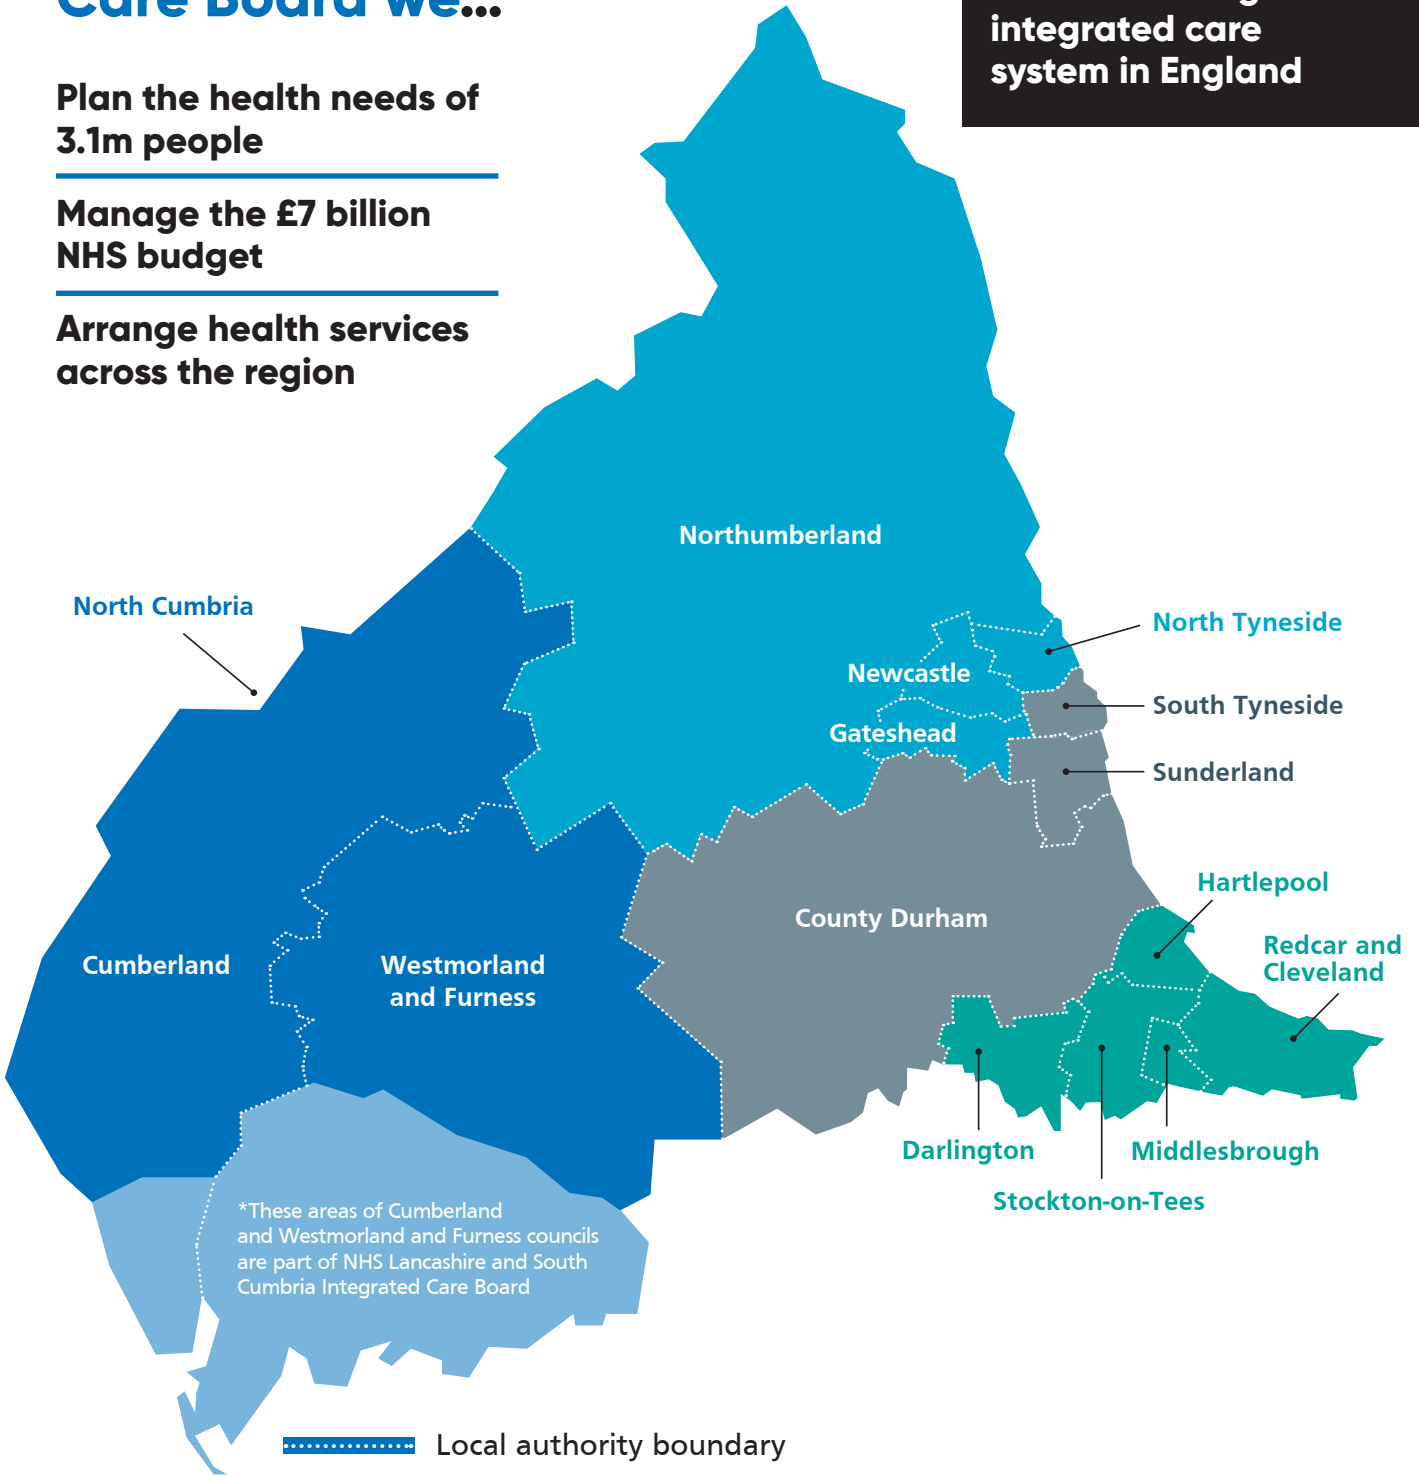 Care Board we...
integrated care
system in England
Plan the health needs of
3.1m people
Manage the £7 billion
NHS budget
Arrange health services
across the region
Northumberland
North Cumbria
North Tyneside
Newcastle
South Tyneside
Gateshead
Sunderland
Hartlepool
County Durham
Redcar and
Cleveland
Cumberland
Westmorland
and Furness
Darlington
Middlesbrough
Stockton-on-Tees
*These areas of Cumberland
and Westmorland and Furness councils
are part of NHS Lancashire and South
Cumbria Integrated Care Board
Local authority boundary